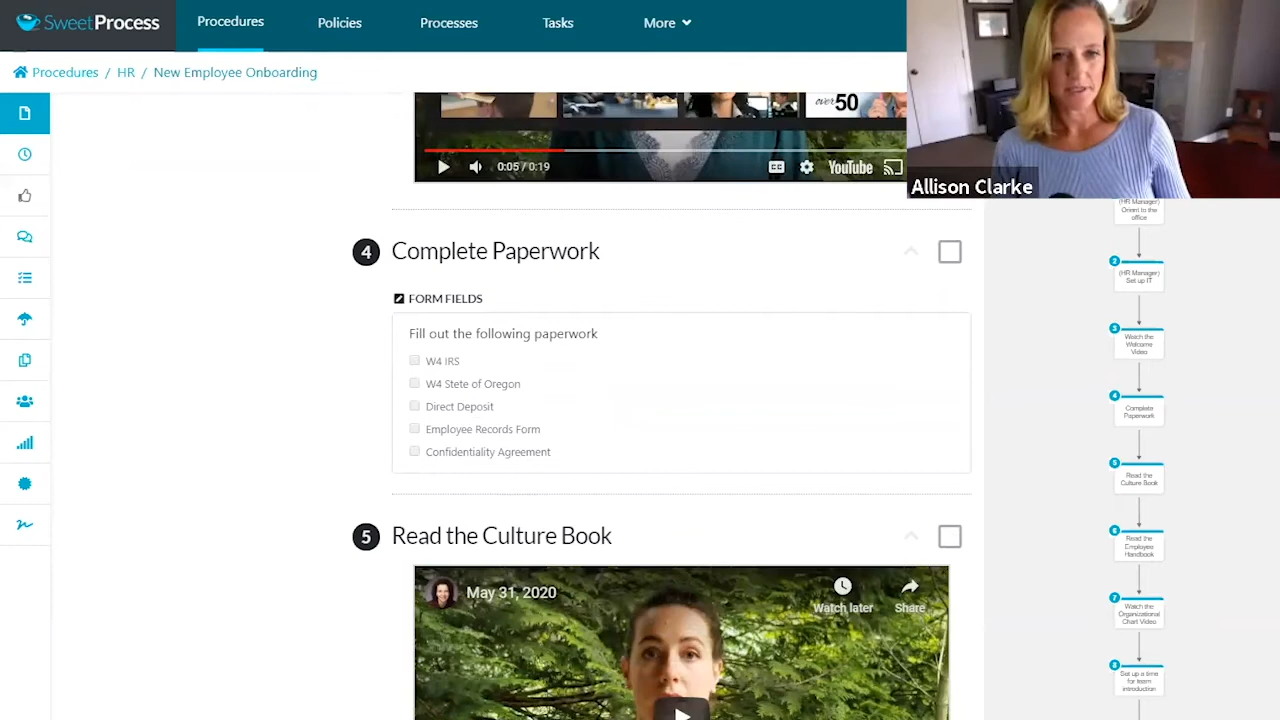 SweetProcess
Procedures
Policies
Processes
Tasks
More
Procedures / HR / New Employee Onboarding
over 50
0:05 / 0:19
YouTube
Allison Clarke
4 Complete Paperwork
FORM FIELDS
Fill out the following paperwork
W4 IRS
W4 Stete of Oregon
Direct Deposit
Employee Records Form
Confidentiality Agreement
5 Read the Culture Book
May 31, 2020
Watch later
Share
(HR Manager)
Orient to the
office
2
(HR Manager)
Set up IT
3
Watch the
Welcome
Video
4
Complete
Paperwork
5
Read the
Culture Book
6
Read the
Employee
Handbook
7
Watch the
Organizational
Chart Video
8
Set up a time
for team
introduction